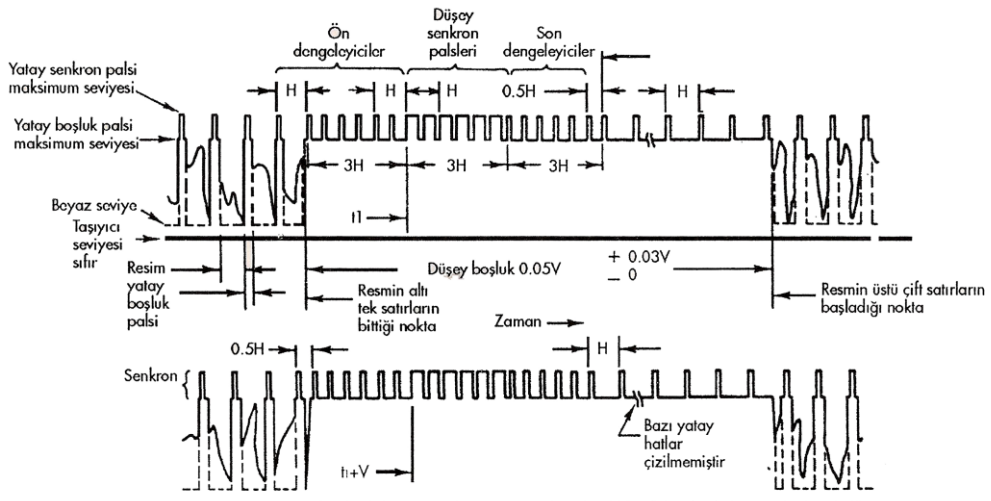 Ön
dengeleyiciler
Düşey
senkron
palsleri
Son
dengeleyiciler
Yatay senkron palsi
maksimum seviyesi
H
H
H
0.5H
H
Yatay boşluk palsi
maksimum seviyesi
3H
3H
3H
t1
Beyaz seviye
Taşıyıcı
seviyesi
sıfır
Resim
yatay
boşluk
palsi
Düşey boşluk 0.05V
+ 0.03V
– 0
Resmin altı
tek satırların
bittiği nokta
Resmin üstü çift satırların
başladığı nokta
Zaman
0.5H
H
Senkron
Bazı yatay
hatlar
çizilmemiştir
t1+V